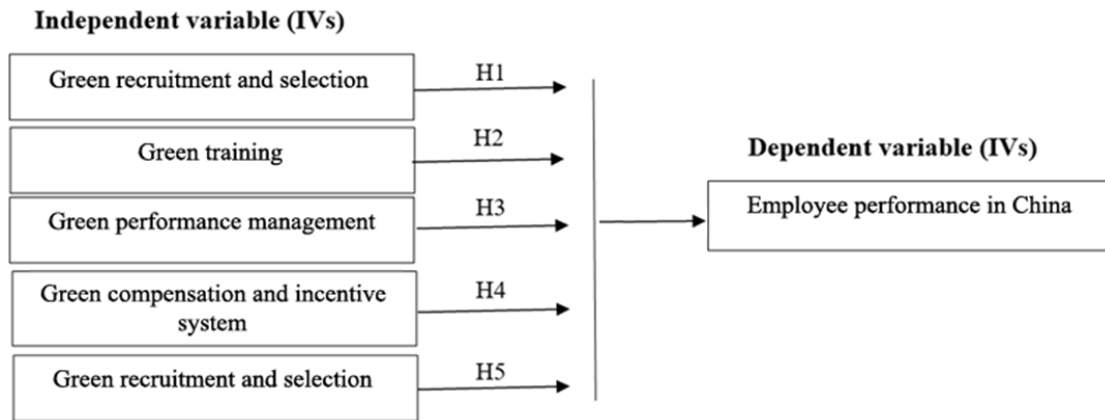 Independent variable (IVs)
Green recruitment and selection
H1
Green training
H2
Green performance management
H3
Green compensation and incentive
system
H4
Green recruitment and selection
H5
Dependent variable (IVs)
Employee performance in China